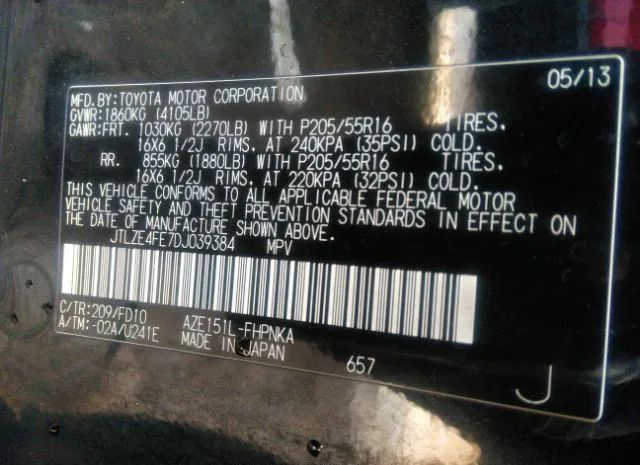 05/13
MFD.BY:TOYOTA MOTOR CORPORATION
GVWR:1860KG (4105LB)
GAWR:FRT. 1030KG (2270LB) WITH P205/55R16 TIRES.
16X6 1/2J RIMS. AT 240KPA (35PSI) COLD.
RR. 855KG (1880LB) WITH P205/55R16 TIRES.
16X6 1/2J RIMS. AT 220KPA (32PSI) COLD.
THIS VEHICLE CONFORMS TO ALL APPLICABLE FEDERAL MOTOR
VEHICLE SAFETY AND THEFT PREVENTION STANDARDS IN EFFECT ON
THE DATE OF MANUFACTURE SHOWN ABOVE.
JTLZE4FE7DJ039384 MPV
C/TR:209/FD10 AZE151L-FHPNKA
A/TM:-02A/U241E MADE IN JAPAN
657 J